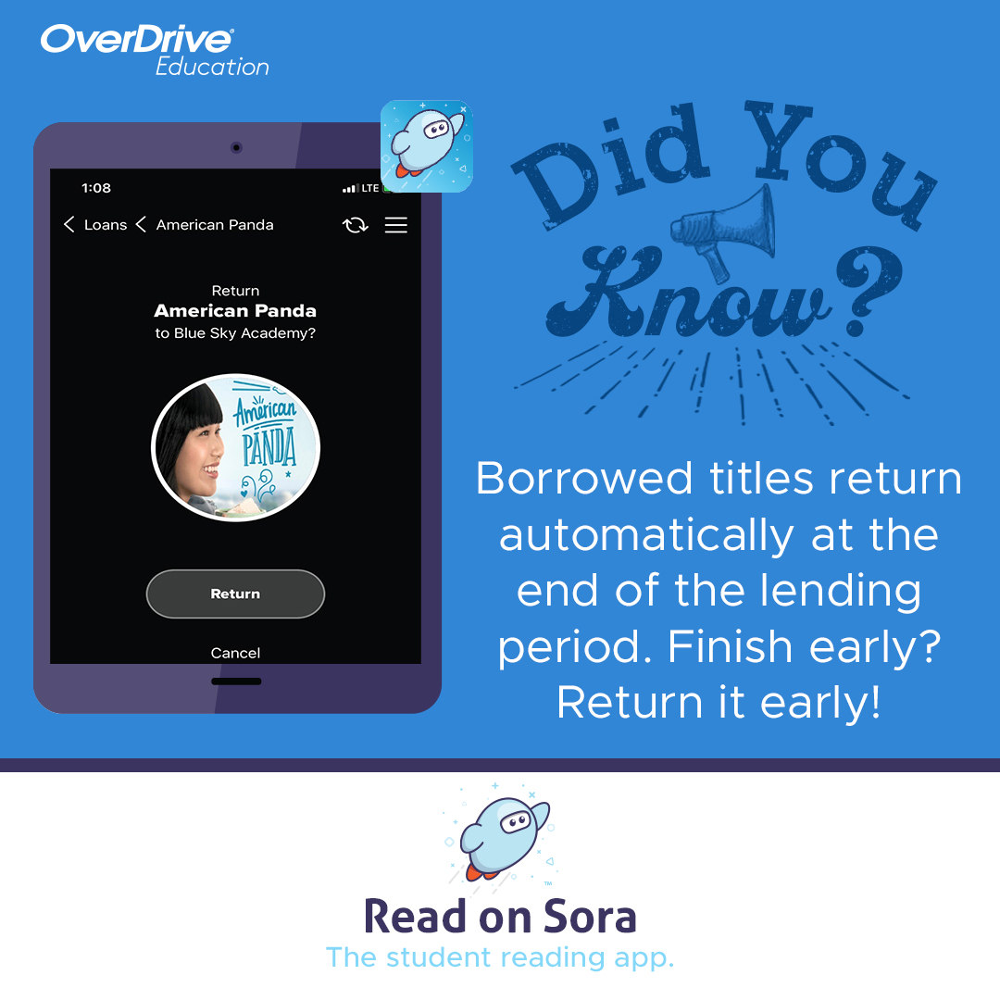 OverDrive®
Education
1:08
LTE
Loans American Panda
Return
American Panda
to Blue Sky Academy?
American
PANDA
Return
Cancel
Did You
Know?
Borrowed titles return
automatically at the
end of the lending
period. Finish early?
Return it early!
TM
Read on Sora
The student reading app.